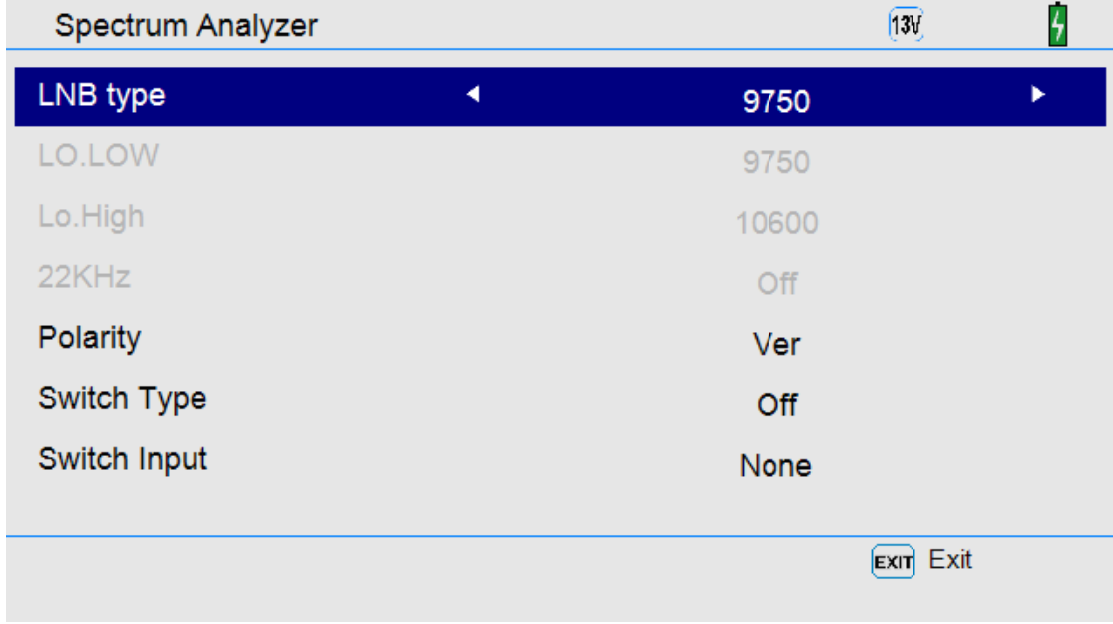 Spectrum Analyzer 13V
LNB type 9750
LO.LOW 9750
Lo.High 10600
22KHz Off
Polarity Ver
Switch Type Off
Switch Input None
EXIT Exit